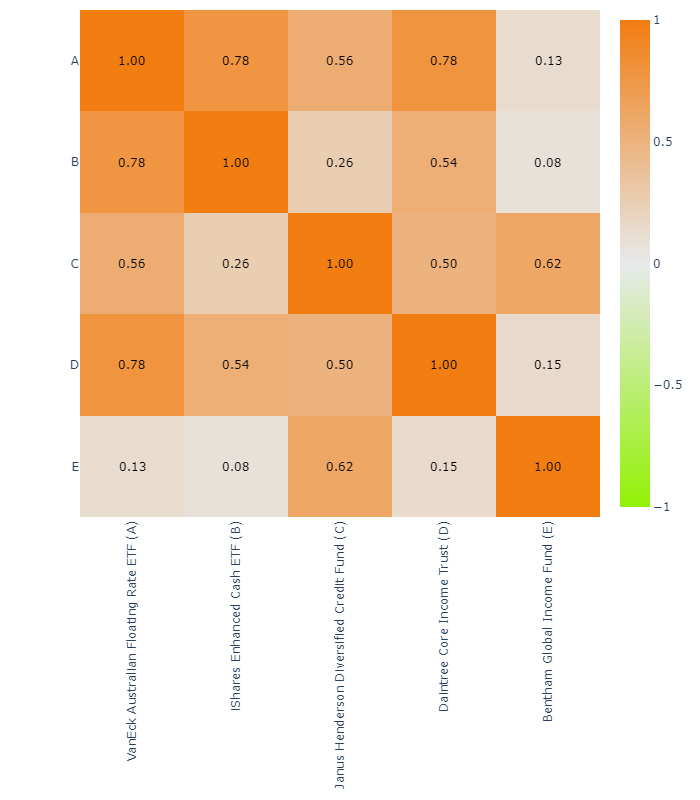 A 1.00 0.78 0.56 0.78 0.13
B 0.78 1.00 0.26 0.54 0.08
C 0.56 0.26 1.00 0.50 0.62
D 0.78 0.54 0.50 1.00 0.15
E 0.13 0.08 0.62 0.15 1.00
VanEck Australian Floating Rate ETF (A)
iShares Enhanced Cash ETF (B)
Janus Henderson Diversified Credit Fund (C)
Daintree Core Income Trust (D)
Bentham Global Income Fund (E)
1
0.5
0
−0.5
−1